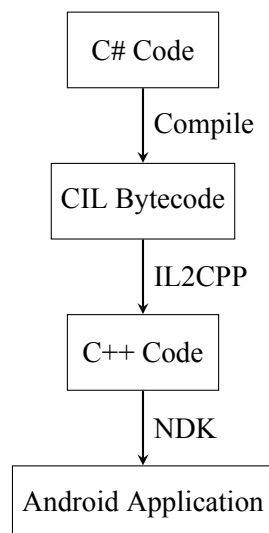 C# Code
Compile
CIL Bytecode
IL2CPP
C++ Code
NDK
Android Application